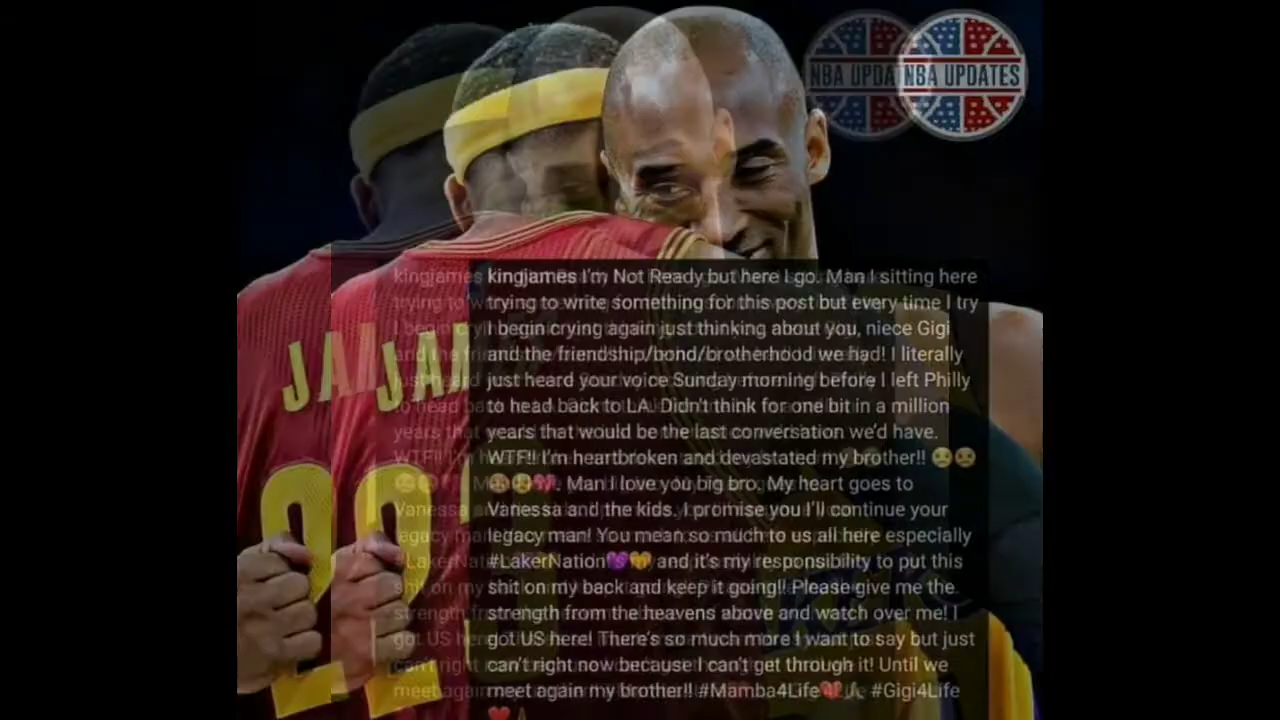 NBA UPDA
NBA UPDATES
JA
JAM
kingjames I'm Not Ready but here I go. Man I sitting here
trying to write something for this post but every time I try
I begin crying again just thinking about you, niece Gigi
and the friendship/bond/brotherhood we had! I literally
just heard your voice Sunday morning before I left Philly
to head back to LA. Didn't think for one bit in a million
years that would be the last conversation we'd have.
WTF!! I'm heartbroken and devastated my brother!! 😢😣
😢😢💔. Man I love you big bro. My heart goes to
Vanessa and the kids. I promise you I'll continue your
legacy man! You mean so much to us all here especially
#LakerNation💜💛 and it's my responsibility to put this
shit on my back and keep it going!! Please give me the
strength from the heavens above and watch over me! I
got US here! There's so much more I want to say but just
can't right now because I can't get through it! Until we
meet again my brother!! #Mamba4Life❤🙏🏾 #Gigi4Life